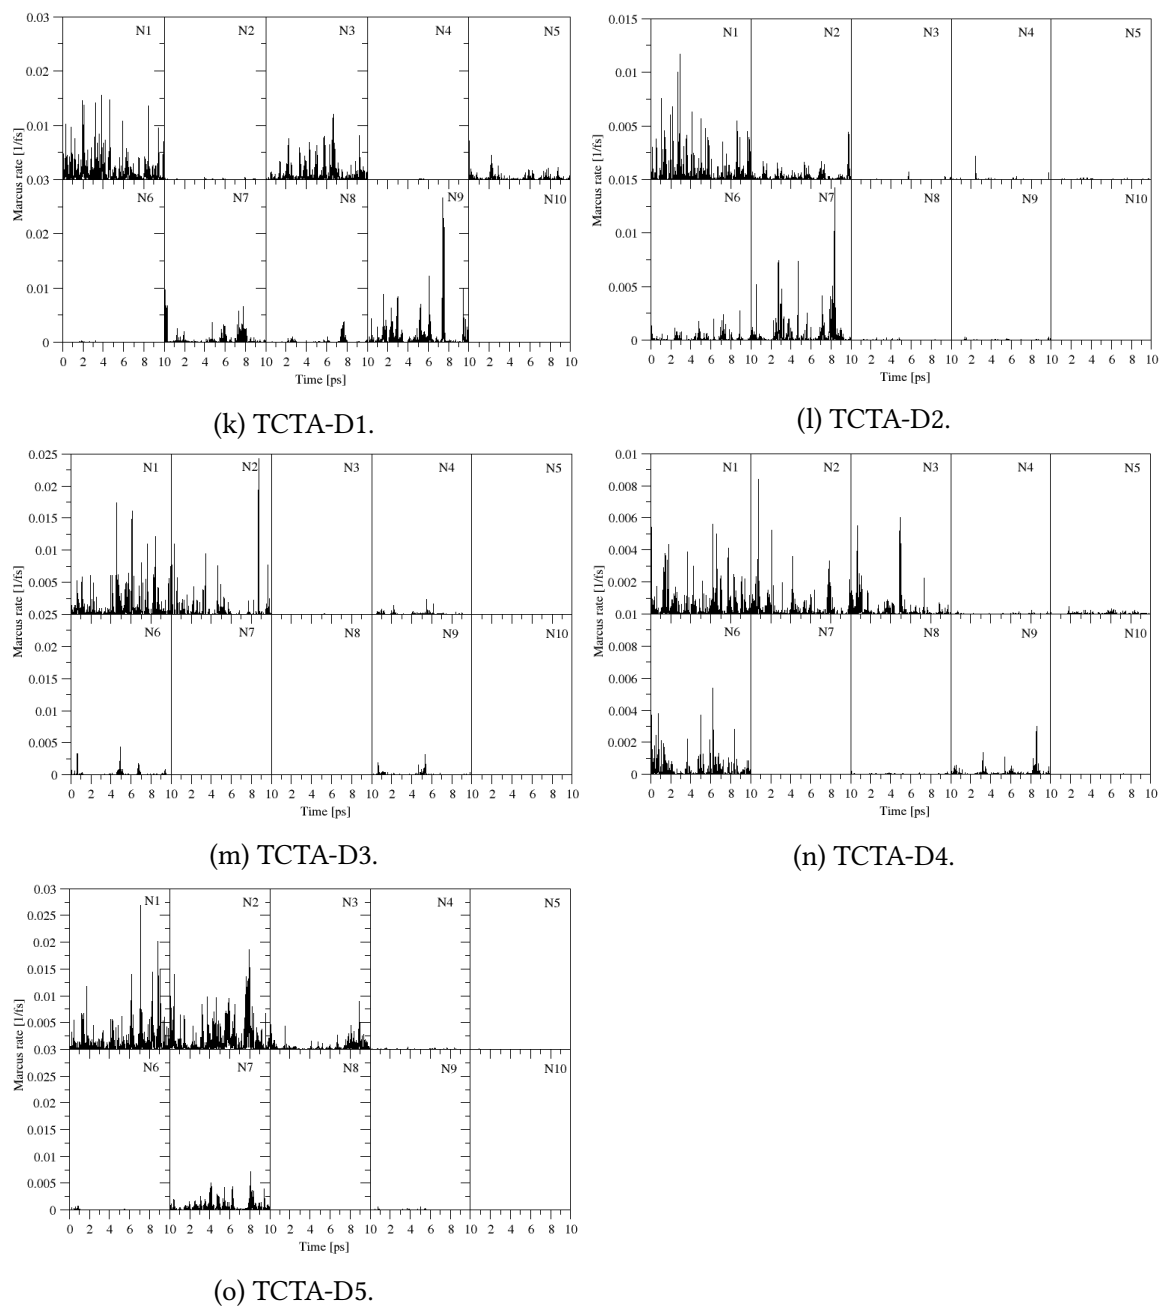 0.03
0.02
0.01
0.03
0.02
0.01
0
Marcus rate [1/fs]
N1 N2 N3 N4 N5
N6 N7 N8 N9 N10
0 2 4 6 8 10 2 4 6 8 10 2 4 6 8 10 2 4 6 8 10 2 4 6 8 10
Time [ps]
(k) TCTA-D1.
0.015
0.01
0.005
0.015
0.01
0.005
0
Marcus rate [1/fs]
N1 N2 N3 N4 N5
N6 N7 N8 N9 N10
0 2 4 6 8 10 2 4 6 8 10 2 4 6 8 10 2 4 6 8 10 2 4 6 8 10
Time [ps]
(l) TCTA-D2.
0.025
0.02
0.015
0.01
0.005
0.025
0.02
0.015
0.01
0.005
0
Marcus rate [1/fs]
N1 N2 N3 N4 N5
N6 N7 N8 N9 N10
0 2 4 6 8 10 2 4 6 8 10 2 4 6 8 10 2 4 6 8 10 2 4 6 8 10
Time [ps]
(m) TCTA-D3.
0.01
0.008
0.006
0.004
0.002
0.01
0.008
0.006
0.004
0.002
0
Marcus rate [1/fs]
N1 N2 N3 N4 N5
N6 N7 N8 N9 N10
0 2 4 6 8 10 2 4 6 8 10 2 4 6 8 10 2 4 6 8 10 2 4 6 8 10
Time [ps]
(n) TCTA-D4.
0.03
0.025
0.02
0.015
0.01
0.005
0.03
0.025
0.02
0.015
0.01
0.005
0
Marcus rate [1/fs]
N1 N2 N3 N4 N5
N6 N7 N8 N9 N10
0 2 4 6 8 10 2 4 6 8 10 2 4 6 8 10 2 4 6 8 10 2 4 6 8 10
Time [ps]
(o) TCTA-D5.